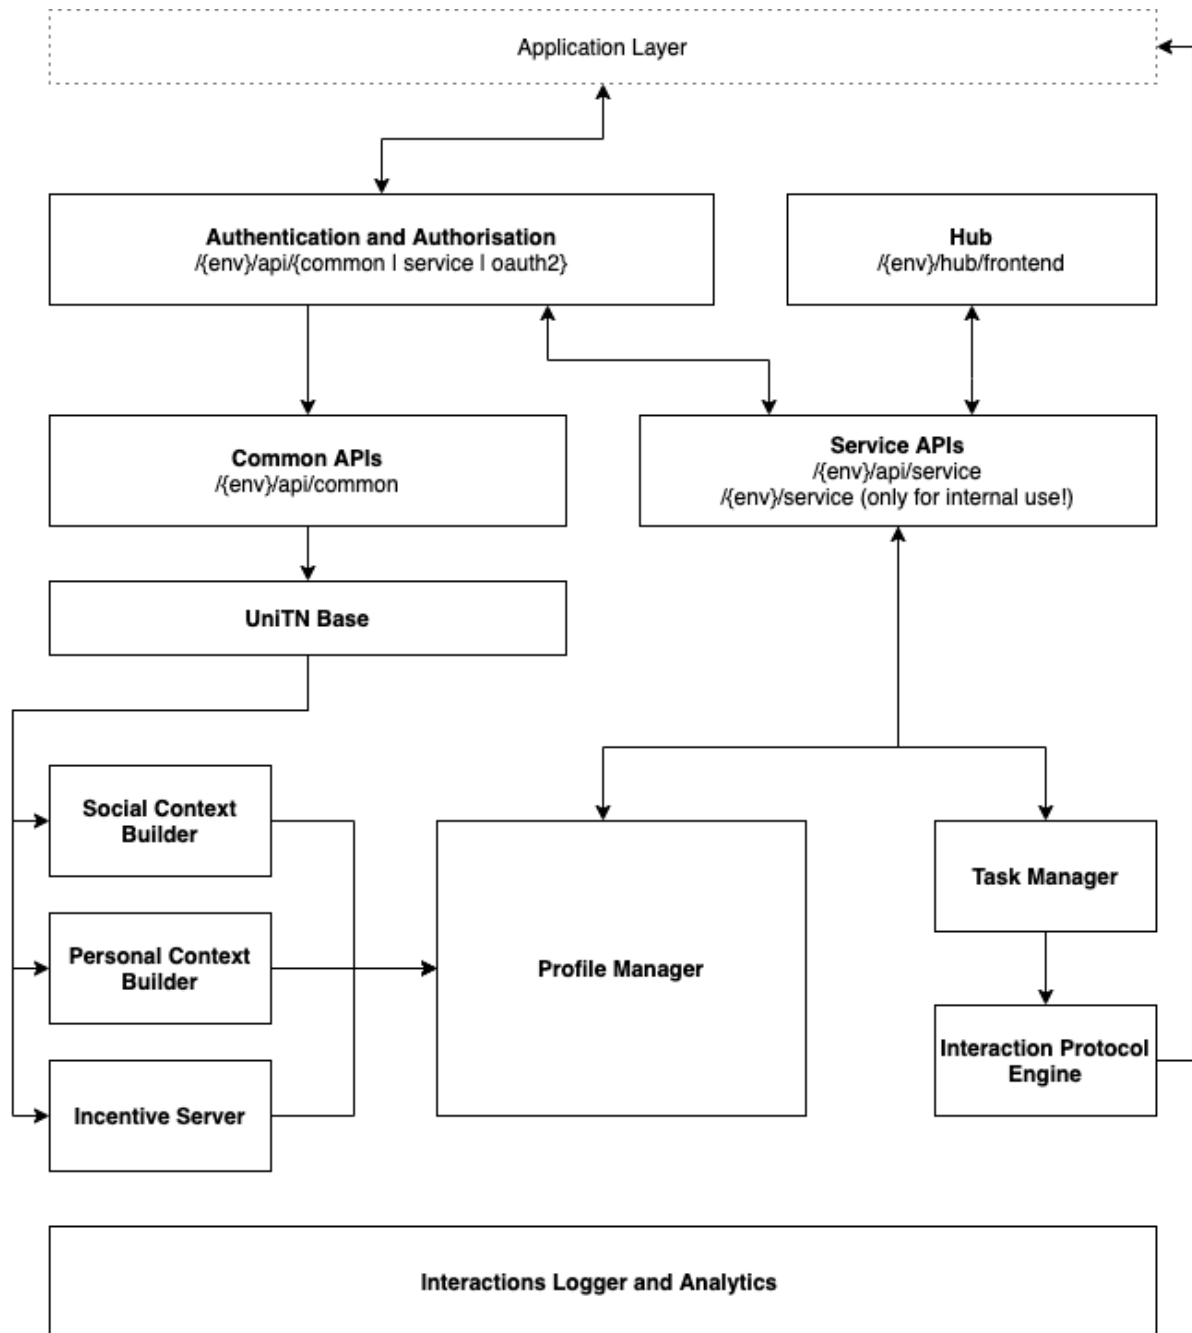 Application Layer
Authentication and Authorisation
/{env}/api/{common | service | oauth2}
Hub
/{env}/hub/frontend
Common APIs
/{env}/api/common
Service APIs
/{env}/api/service
/{env}/service (only for internal use!)
UniTN Base
Social Context
Builder
Personal Context
Builder
Incentive Server
Profile Manager
Task Manager
Interaction Protocol
Engine
Interactions Logger and Analytics